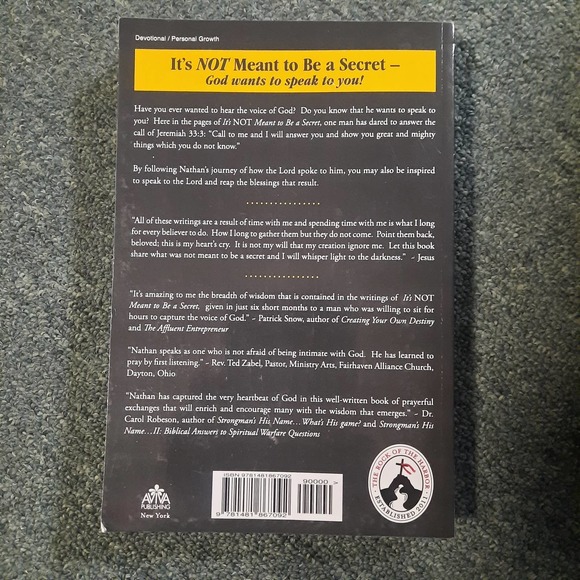 Devotional / Personal Growth
It's NOT Meant to Be a Secret –
God wants to speak to you!
Have you ever wanted to hear the voice of God? Do you know that he wants to speak to
you? Here in the pages of It's NOT Meant to Be a Secret, one man has dared to answer the
call of Jeremiah 33:3: "Call to me and I will answer you and show you great and mighty
things which you do not know."
By following Nathan's journey of how the Lord spoke to him, you may also be inspired
to speak to the Lord and reap the blessings that result.
"All of these writings are a result of time with me and spending time with me is what I long
for every believer to do. How I long to gather them but they do not come. Point them back,
beloved; this is my heart's cry. It is not my will that my creation ignore me. Let this book
share what was not meant to be a secret and I will whisper light to the darkness." ~ Jesus
"It's amazing to me the breadth of wisdom that is contained in the writings of It's NOT
Meant to Be a Secret, given in just six short months to a man who was willing to sit for
hours to capture the voice of God." ~ Patrick Snow, author of Creating Your Own Destiny
and The Affluent Entrepreneur
"Nathan speaks as one who is not afraid of being intimate with God. He has learned to
pray by first listening." ~ Rev. Ted Zabel, Pastor, Ministry Arts, Fairhaven Alliance Church,
Dayton, Ohio
"Nathan has captured the very heartbeat of God in this well-written book of prayerful
exchanges that will enrich and encourage many with the wisdom that emerges." ~ Dr.
Carol Robeson, author of Strongman's His Name...What's His game? and Strongman's His
Name...II: Biblical Answers to Spiritual Warfare Questions
AVIVA
PUBLISHING
New York
ISBN 9781481867092
90000 >
9 781481 867092
THE ROCK OF THE HARBOR
• ESTABLISHED 2011 •